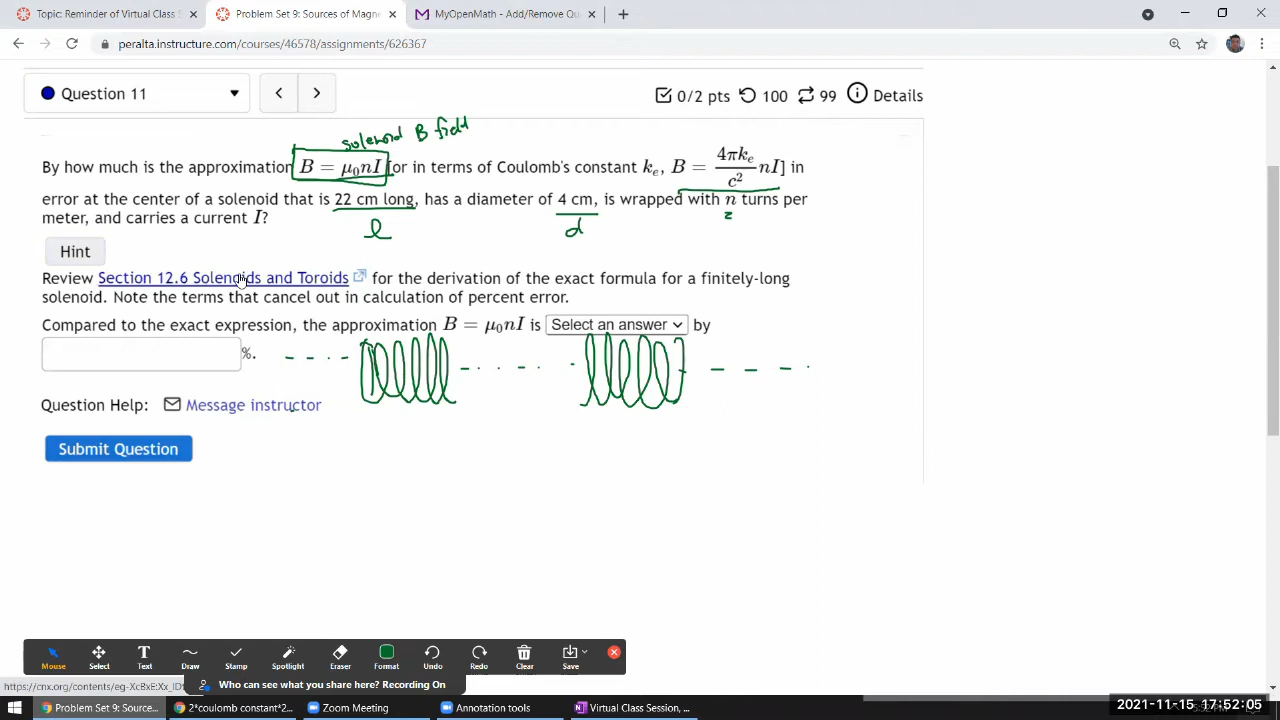 Topic: Reminder of Virtual Class S
Problem Set 9: Sources of Magne
MyOpenMath - Add/Remove Qu
peralta.instructure.com/courses/46578/assignments/626367
Question 11
0/2 pts 100 99 Details
solenoid B field
By how much is the approximation B = μ₀nI [or in terms of Coulomb's constant kₑ, B = 4πkₑ/c² nI] in
error at the center of a solenoid that is 22 cm long, has a diameter of 4 cm, is wrapped with n turns per
meter, and carries a current I?
l d
Hint
Review Section 12.6 Solenoids and Toroids for the derivation of the exact formula for a finitely-long
solenoid. Note the terms that cancel out in calculation of percent error.
Compared to the exact expression, the approximation B = μ₀nI is Select an answer by
%.
Question Help: Message instructor
Submit Question
Mouse Select Text Draw Stamp Spotlight Eraser Format Undo Redo Clear Save
Who can see what you share here? Recording On
Problem Set 9: Source...
2*coulomb constant*2...
Zoom Meeting
Annotation tools
Virtual Class Session, ...
2021-11-15 17:52:05